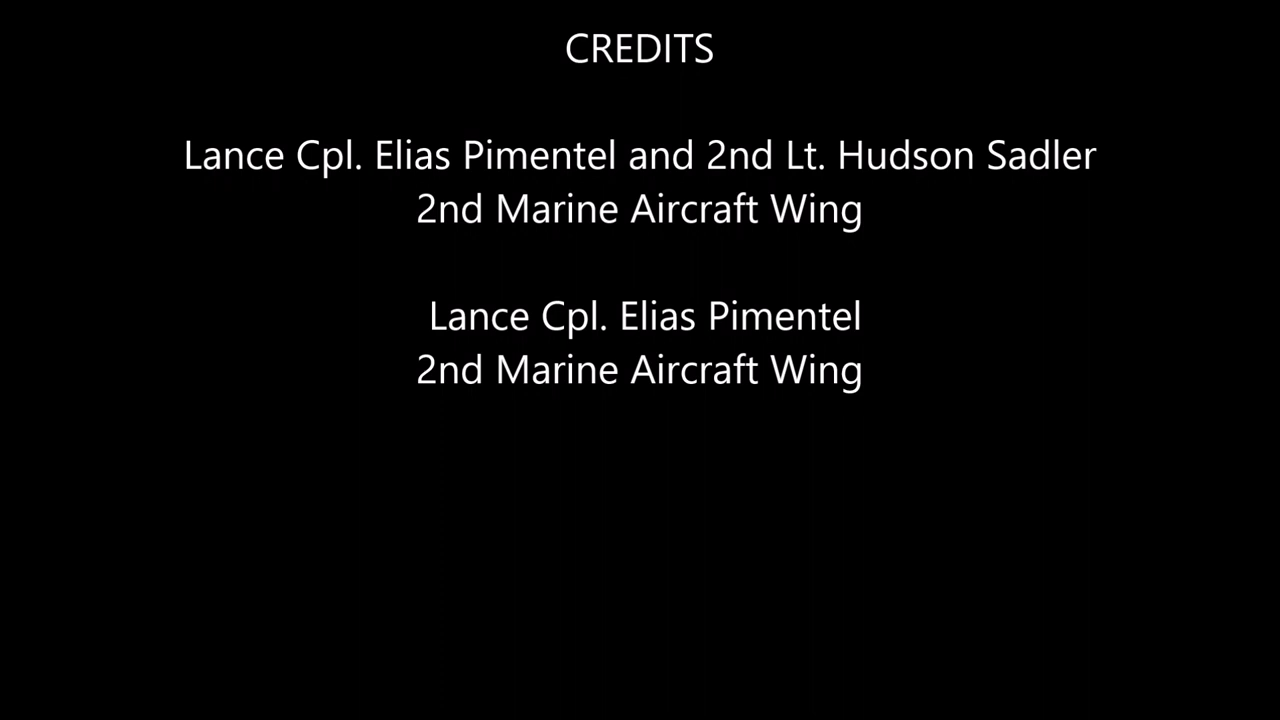 CREDITS
Lance Cpl. Elias Pimentel and 2nd Lt. Hudson Sadler
2nd Marine Aircraft Wing
Lance Cpl. Elias Pimentel
2nd Marine Aircraft Wing